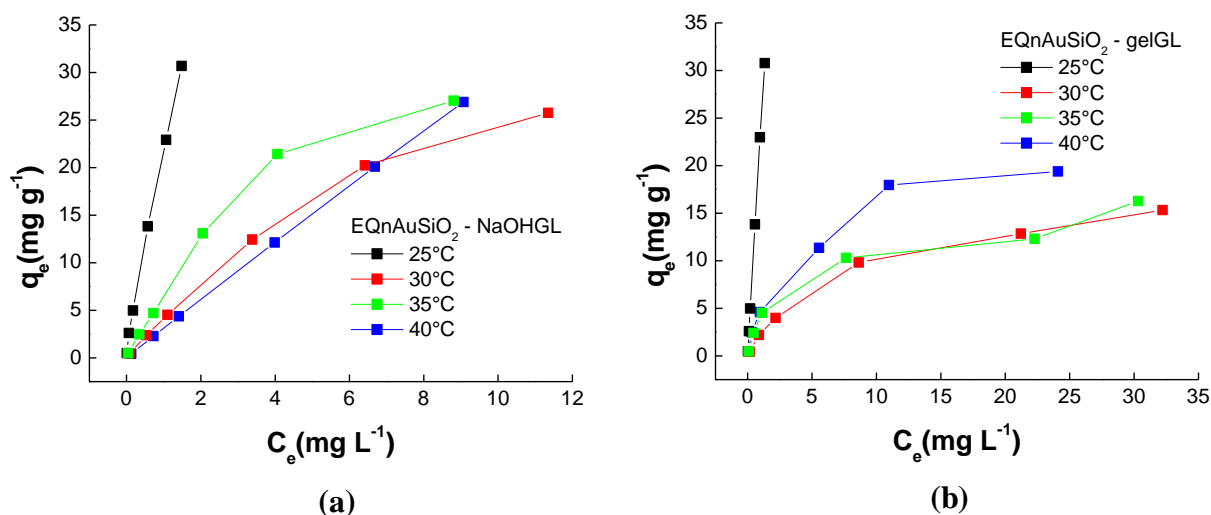 35
30
25
20
15
10
5
0
q_e(mg g^-1)
EQnAuSiO_2 - NaOHGL
25°C
30°C
35°C
40°C
0 2 4 6 8 10 12
C_e(mg L^-1)
(a)
35
30
25
20
15
10
5
0
q_e(mg g^-1)
EQnAuSiO_2 - gelGL
25°C
30°C
35°C
40°C
0 5 10 15 20 25 30 35
C_e(mg L^-1)
(b)